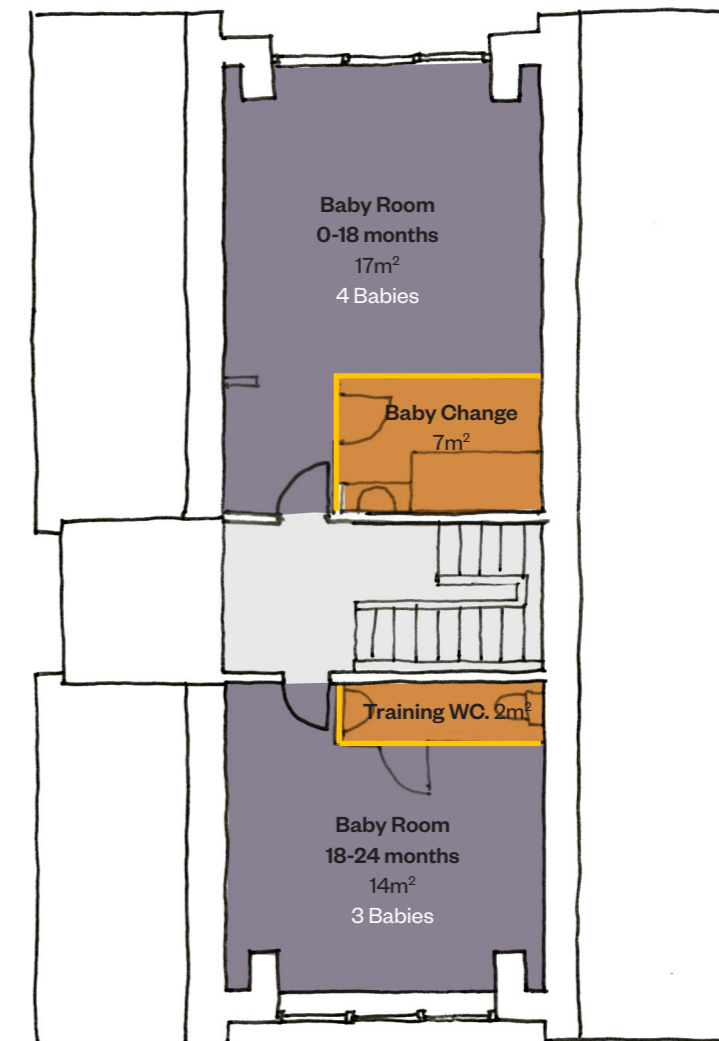 Baby Room
0-18 months
17m²
4 Babies
Baby Change
7m²
Training WC. 2m²
Baby Room
18-24 months
14m²
3 Babies